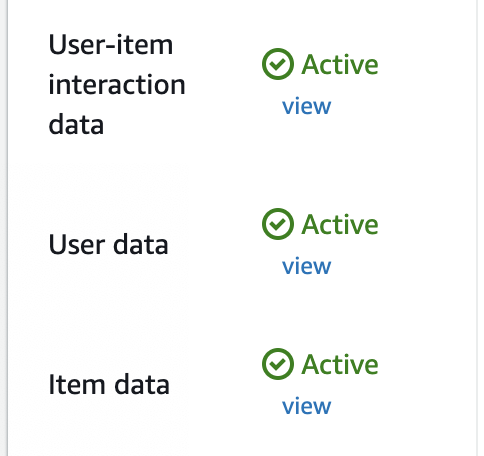 User-item
interaction
data
Active
view
User data
Active
view
Item data
Active
view